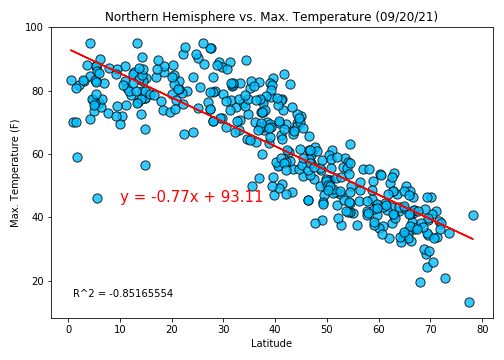 Northern Hemisphere vs. Max. Temperature (09/20/21)
100
80
60
40
20
Max. Temperature (F)
y = -0.77x + 93.11
R^2 = -0.85165554
0 10 20 30 40 50 60 70 80
Latitude